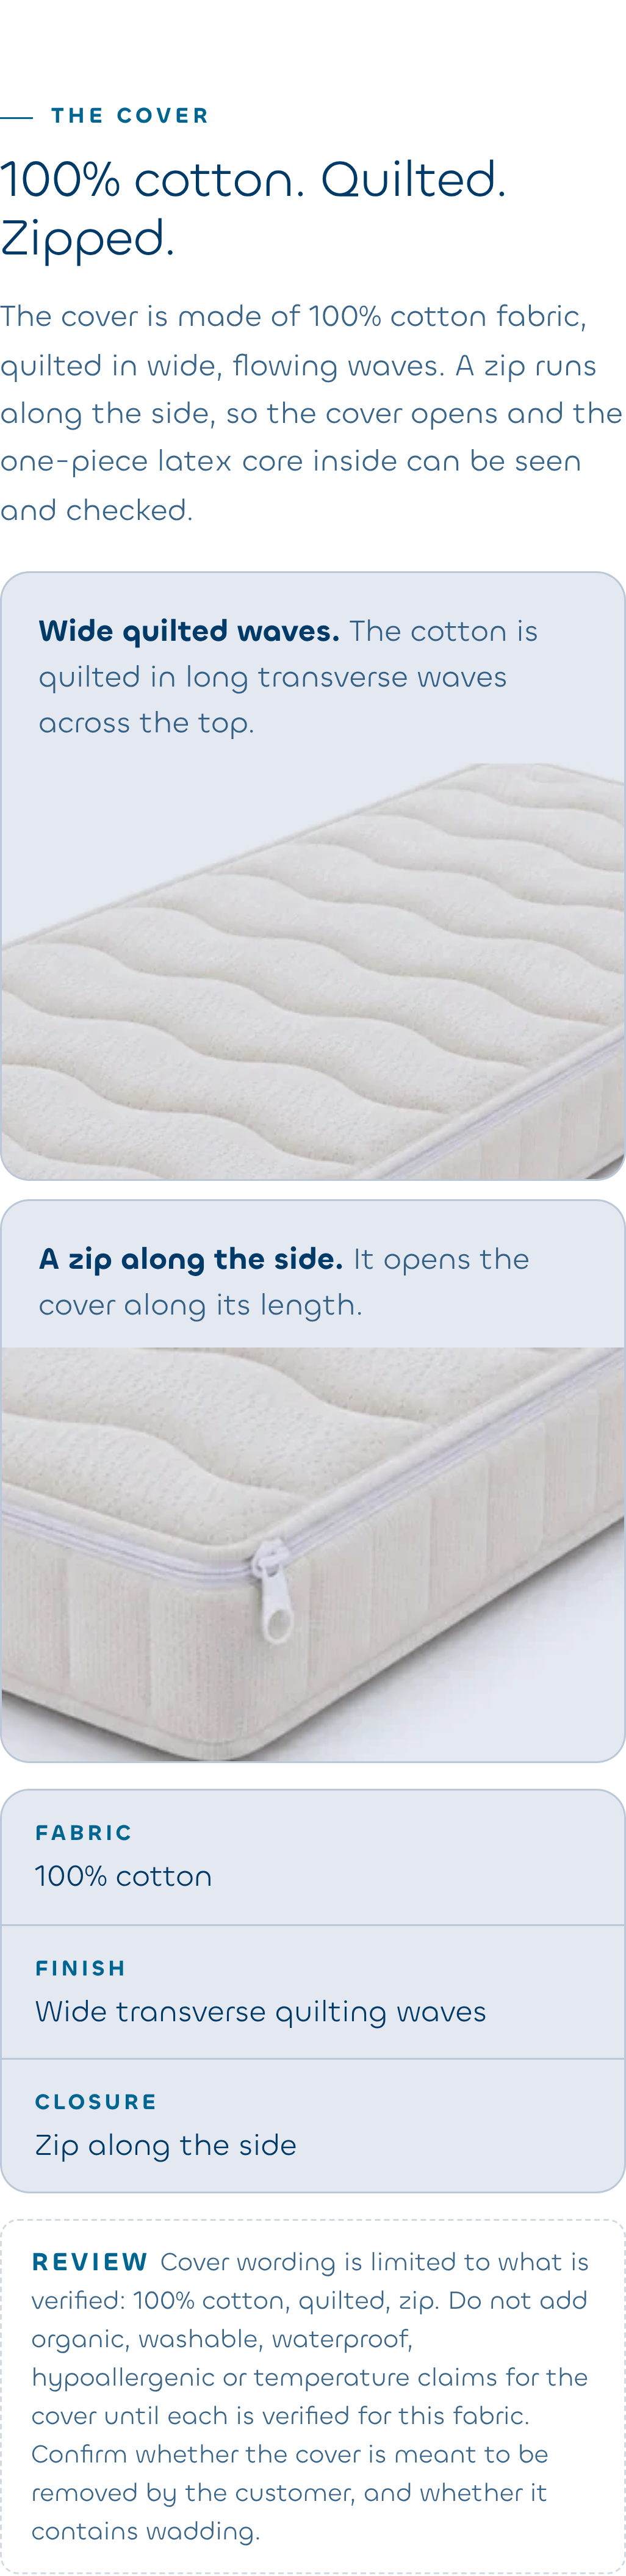 THE COVER
100% cotton. Quilted.
Zipped.
The cover is made of 100% cotton fabric,
quilted in wide, flowing waves. A zip runs
along the side, so the cover opens and the
one-piece latex core inside can be seen
and checked.
Wide quilted waves. The cotton is
quilted in long transverse waves
across the top.
A zip along the side. It opens the
cover along its length.
FABRIC
100% cotton
FINISH
Wide transverse quilting waves
CLOSURE
Zip along the side
REVIEW Cover wording is limited to what is
verified: 100% cotton, quilted, zip. Do not add
organic, washable, waterproof,
hypoallergenic or temperature claims for the
cover until each is verified for this fabric.
Confirm whether the cover is meant to be
removed by the customer, and whether it
contains wadding.